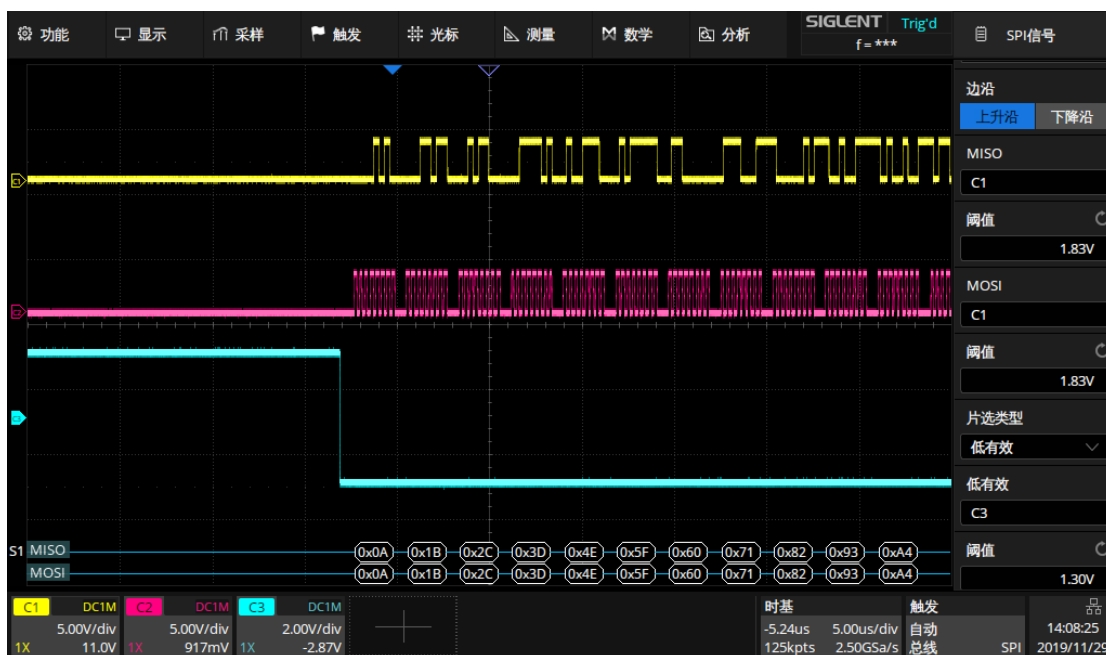 功能 显示 采样 触发 光标 测量 数学 分析 SIGLENT Trig'd
f = ***
SPI信号
边沿
上升沿 下降沿
MISO
C1
阈值
1.83V
MOSI
C1
阈值
1.83V
片选类型
低有效
低有效
C3
阈值
1.30V
C1
C2
C3
S1 MISO 0x0A 0x1B 0x2C 0x3D 0x4E 0x5F 0x60 0x71 0x82 0x93 0xA4
MOSI 0x0A 0x1B 0x2C 0x3D 0x4E 0x5F 0x60 0x71 0x82 0x93 0xA4
C1 DC1M C2 DC1M C3 DC1M 时基 触发
5.00V/div 5.00V/div 2.00V/div -5.24us 5.00us/div 自动 14:08:25
1X 11.0V 1X 917mV 1X -2.87V 125kpts 2.50GSa/s 总线 SPI 2019/11/29